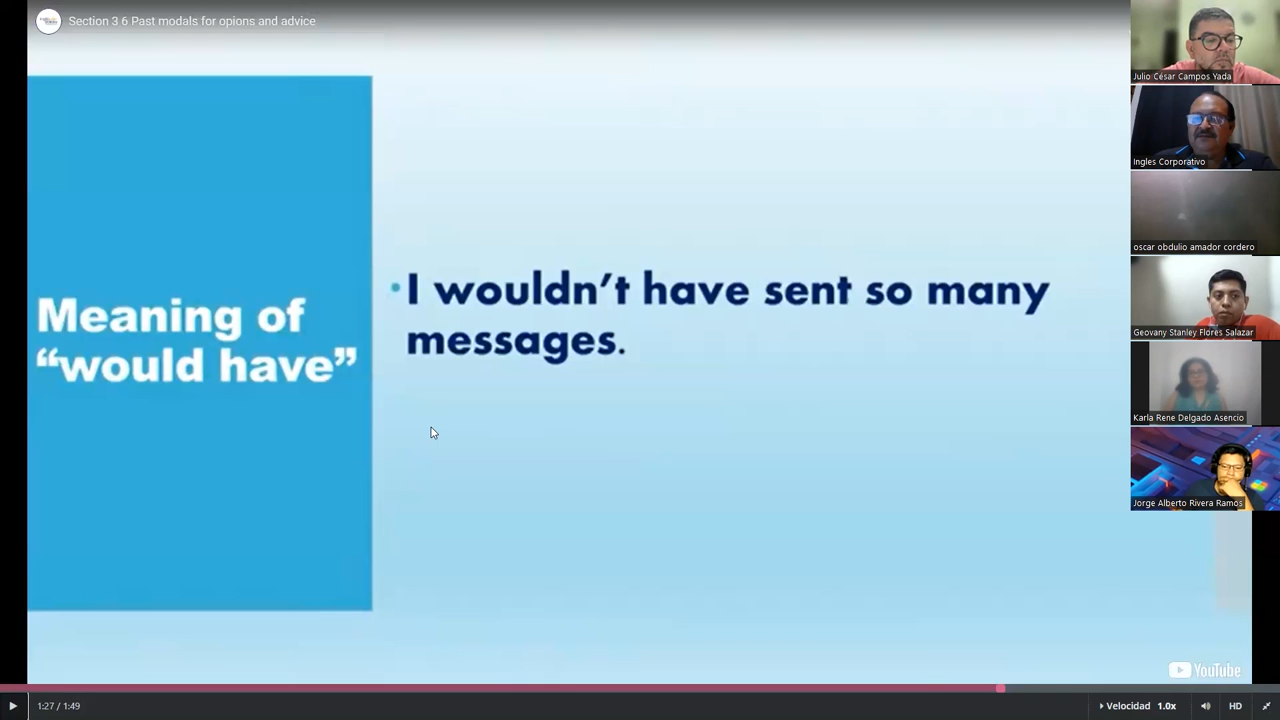 Section 3 6 Past modals for opions and advice
Meaning of
“would have”
•I wouldn’t have sent so many
messages.
Julio César Campos Yada
Ingles Corporativo
oscar obdulio amador cordero
Geovany Stanley Flores Salazar
Karla Rene Delgado Asencio
Jorge Alberto Rivera Ramos
YouTube
1:27 / 1:49
Velocidad 1.0x
HD